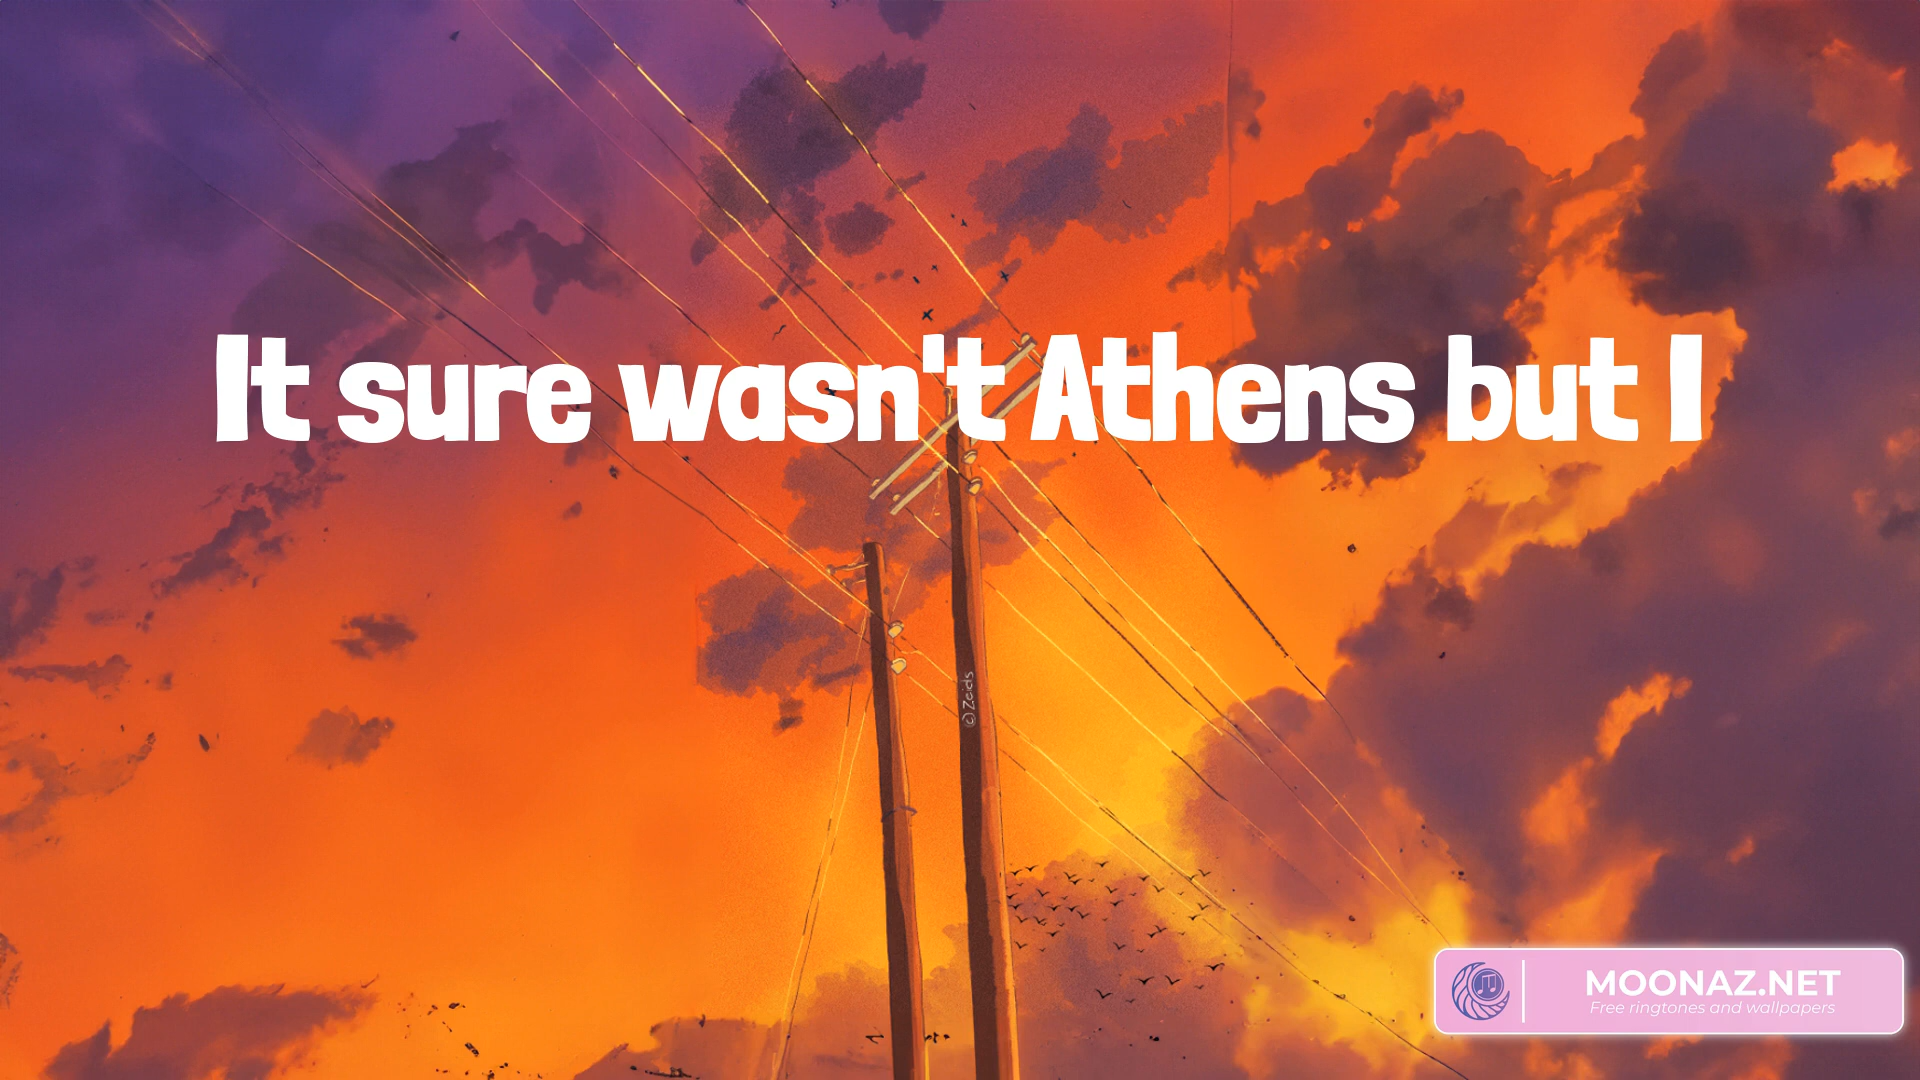 It sure wasn't Athens but I
© Zeids
MOONAZ.NET
Free ringtones and wallpapers